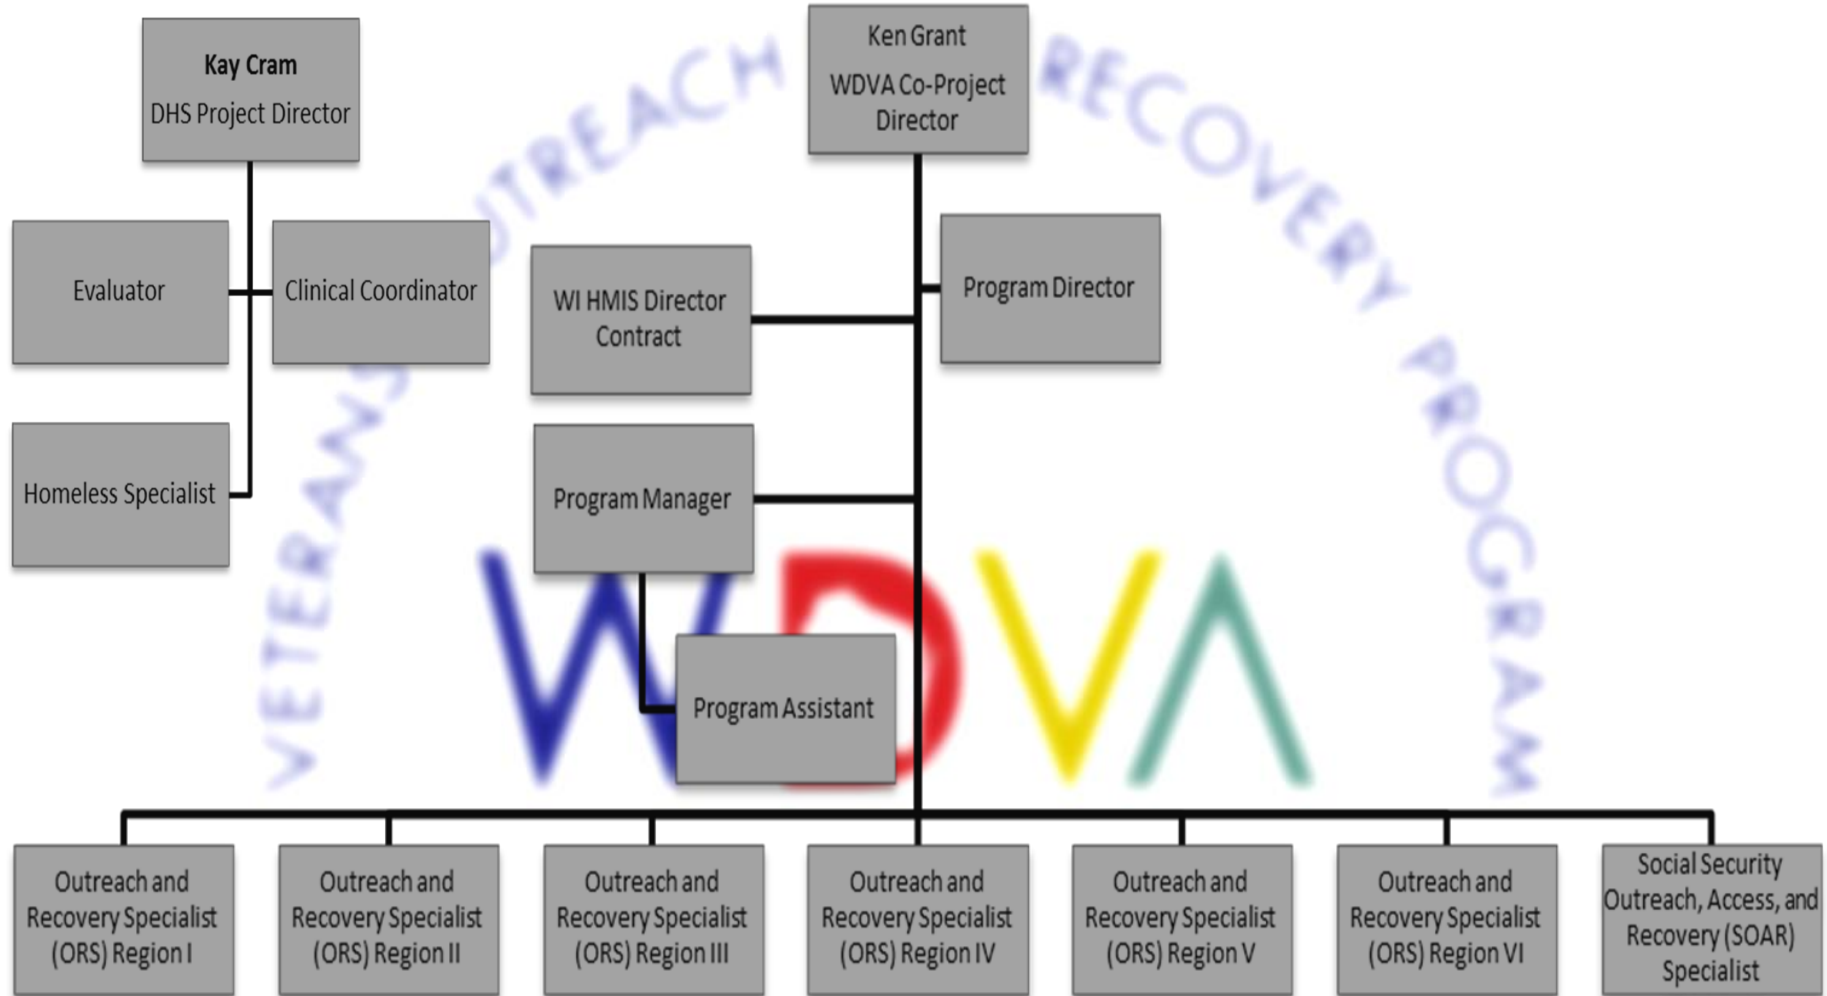 Kay Cram
DHS Project Director
Ken Grant
WDVA Co-Project
Director
VETERANS OUTREACH RECOVERY PROGRAM
Evaluator
Clinical Coordinator
WI HMIS Director
Contract
Program Director
Homeless Specialist
Program Manager
WDVA
Program Assistant
Outreach and
Recovery Specialist
(ORS) Region I
Outreach and
Recovery Specialist
(ORS) Region II
Outreach and
Recovery Specialist
(ORS) Region III
Outreach and
Recovery Specialist
(ORS) Region IV
Outreach and
Recovery Specialist
(ORS) Region V
Outreach and
Recovery Specialist
(ORS) Region VI
Social Security
Outreach, Access, and
Recovery (SOAR)
Specialist